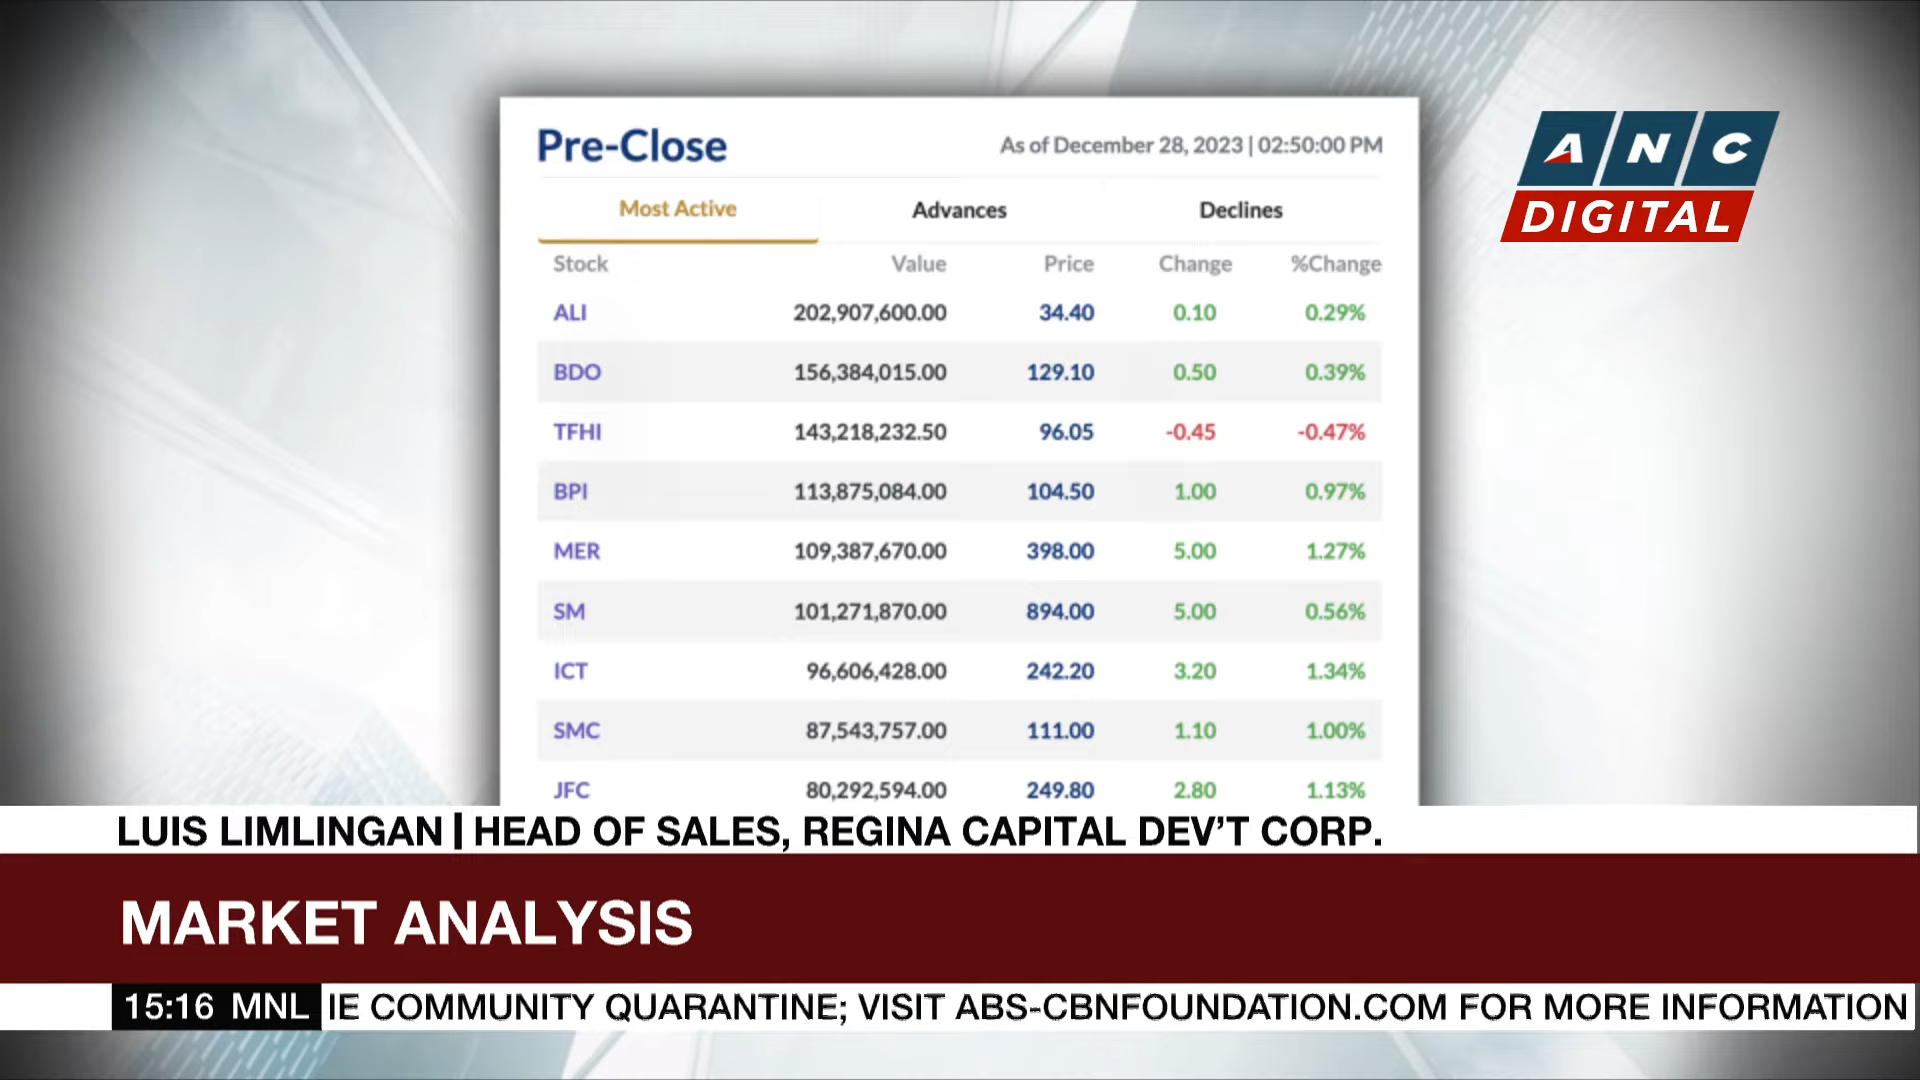 Pre-Close
As of December 28, 2023 | 02:50:00 PM
ANC
DIGITAL
Most Active Advances Declines
Stock Value Price Change %Change
ALI 202,907,600.00 34.40 0.10 0.29%
BDO 156,384,015.00 129.10 0.50 0.39%
TFHI 143,218,232.50 96.05 -0.45 -0.47%
BPI 113,875,084.00 104.50 1.00 0.97%
MER 109,387,670.00 398.00 5.00 1.27%
SM 101,271,870.00 894.00 5.00 0.56%
ICT 96,606,428.00 242.20 3.20 1.34%
SMC 87,543,757.00 111.00 1.10 1.00%
JFC 80,292,594.00 249.80 2.80 1.13%
LUIS LIMLINGAN | HEAD OF SALES, REGINA CAPITAL DEV'T CORP.
MARKET ANALYSIS
15:16 MNL IE COMMUNITY QUARANTINE; VISIT ABS-CBNFOUNDATION.COM FOR MORE INFORMATION